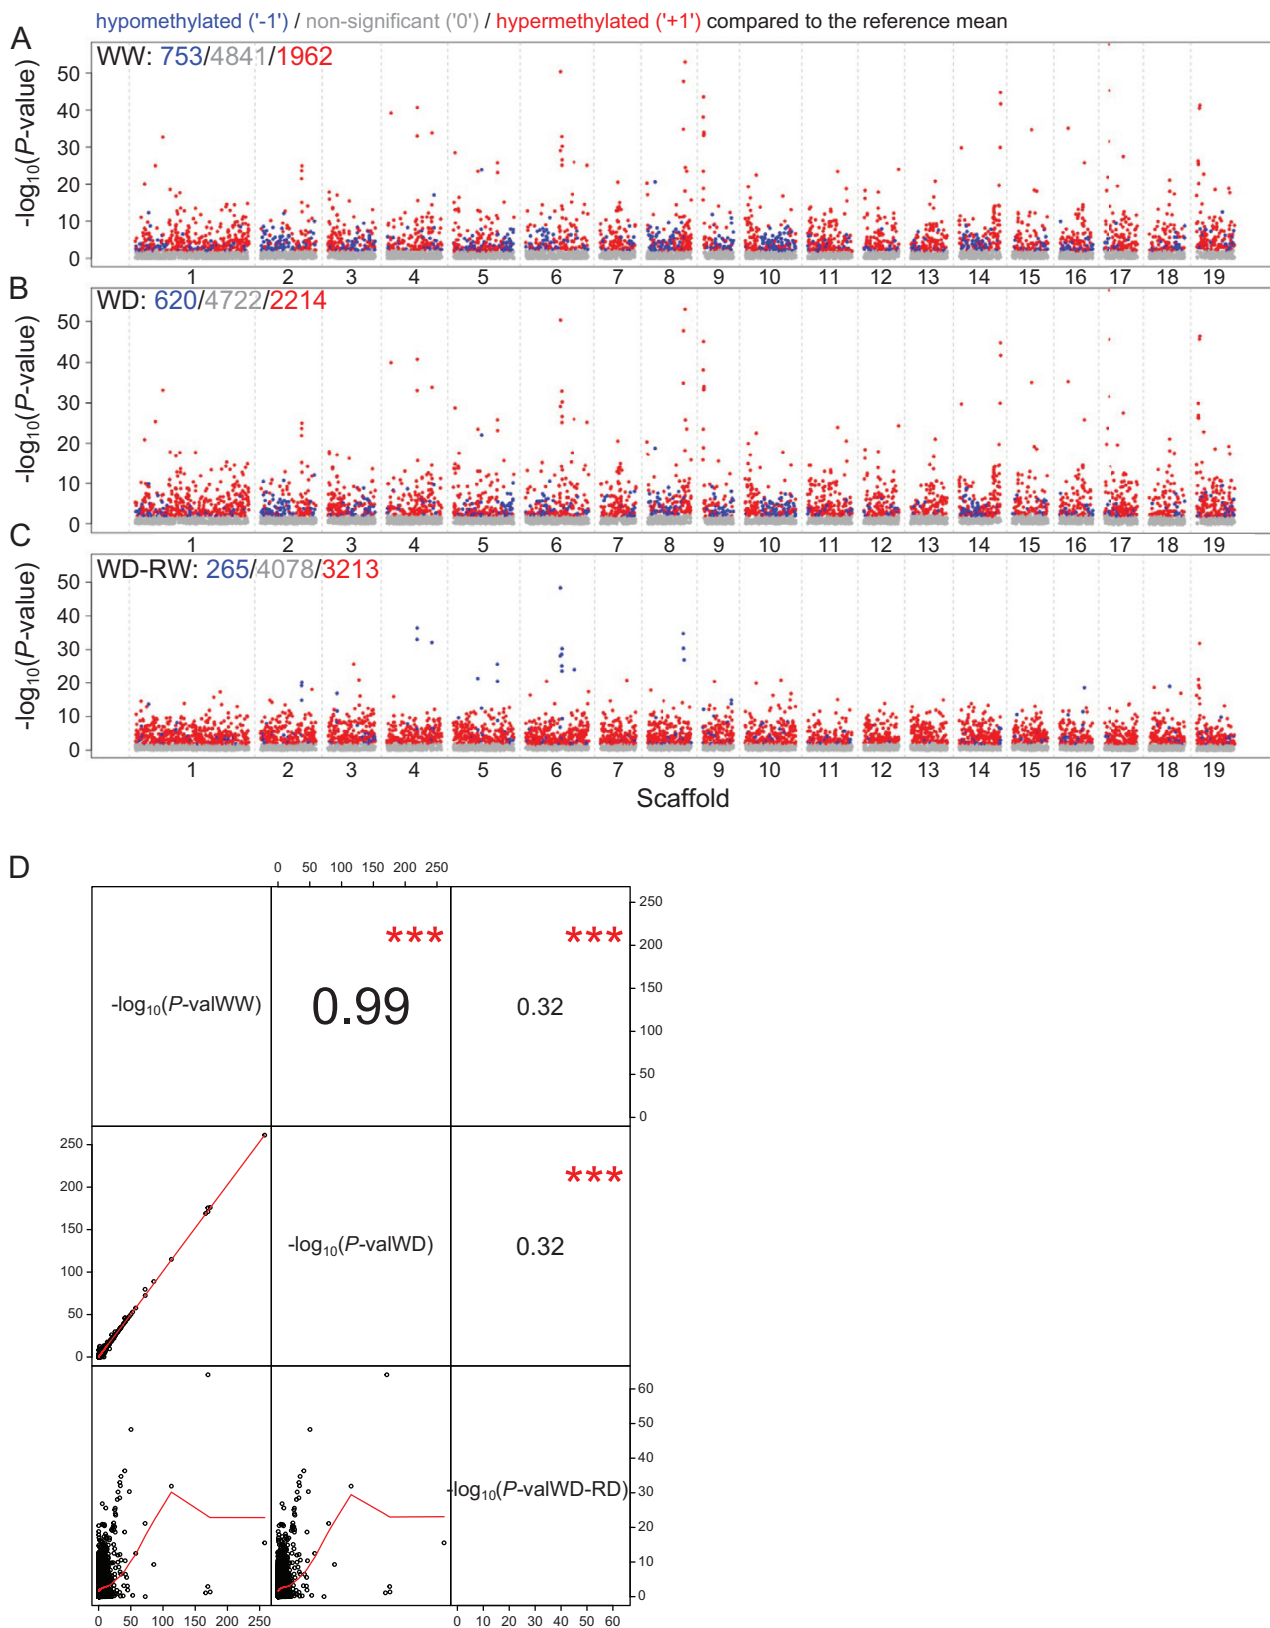 hypomethylated ('-1') / non-significant ('0') / hypermethylated ('+1') compared to the reference mean
A
WW: 753/4841/1962
-log10(P-value)
50
40
30
20
10
0
1 2 3 4 5 6 7 8 9 10 11 12 13 14 15 16 17 18 19
B
WD: 620/4722/2214
-log10(P-value)
50
40
30
20
10
0
1 2 3 4 5 6 7 8 9 10 11 12 13 14 15 16 17 18 19
C
WD-RW: 265/4078/3213
-log10(P-value)
50
40
30
20
10
0
1 2 3 4 5 6 7 8 9 10 11 12 13 14 15 16 17 18 19
Scaffold
D
0 50 100 150 200 250
-log10(P-valWW)
***
0.99
***
0.32
250
200
150
100
50
0
250
200
150
100
50
0
-log10(P-valWD)
***
0.32
-log10(P-valWD-RD)
60
50
40
30
20
10
0
0 50 100 150 200 250
0 10 20 30 40 50 60